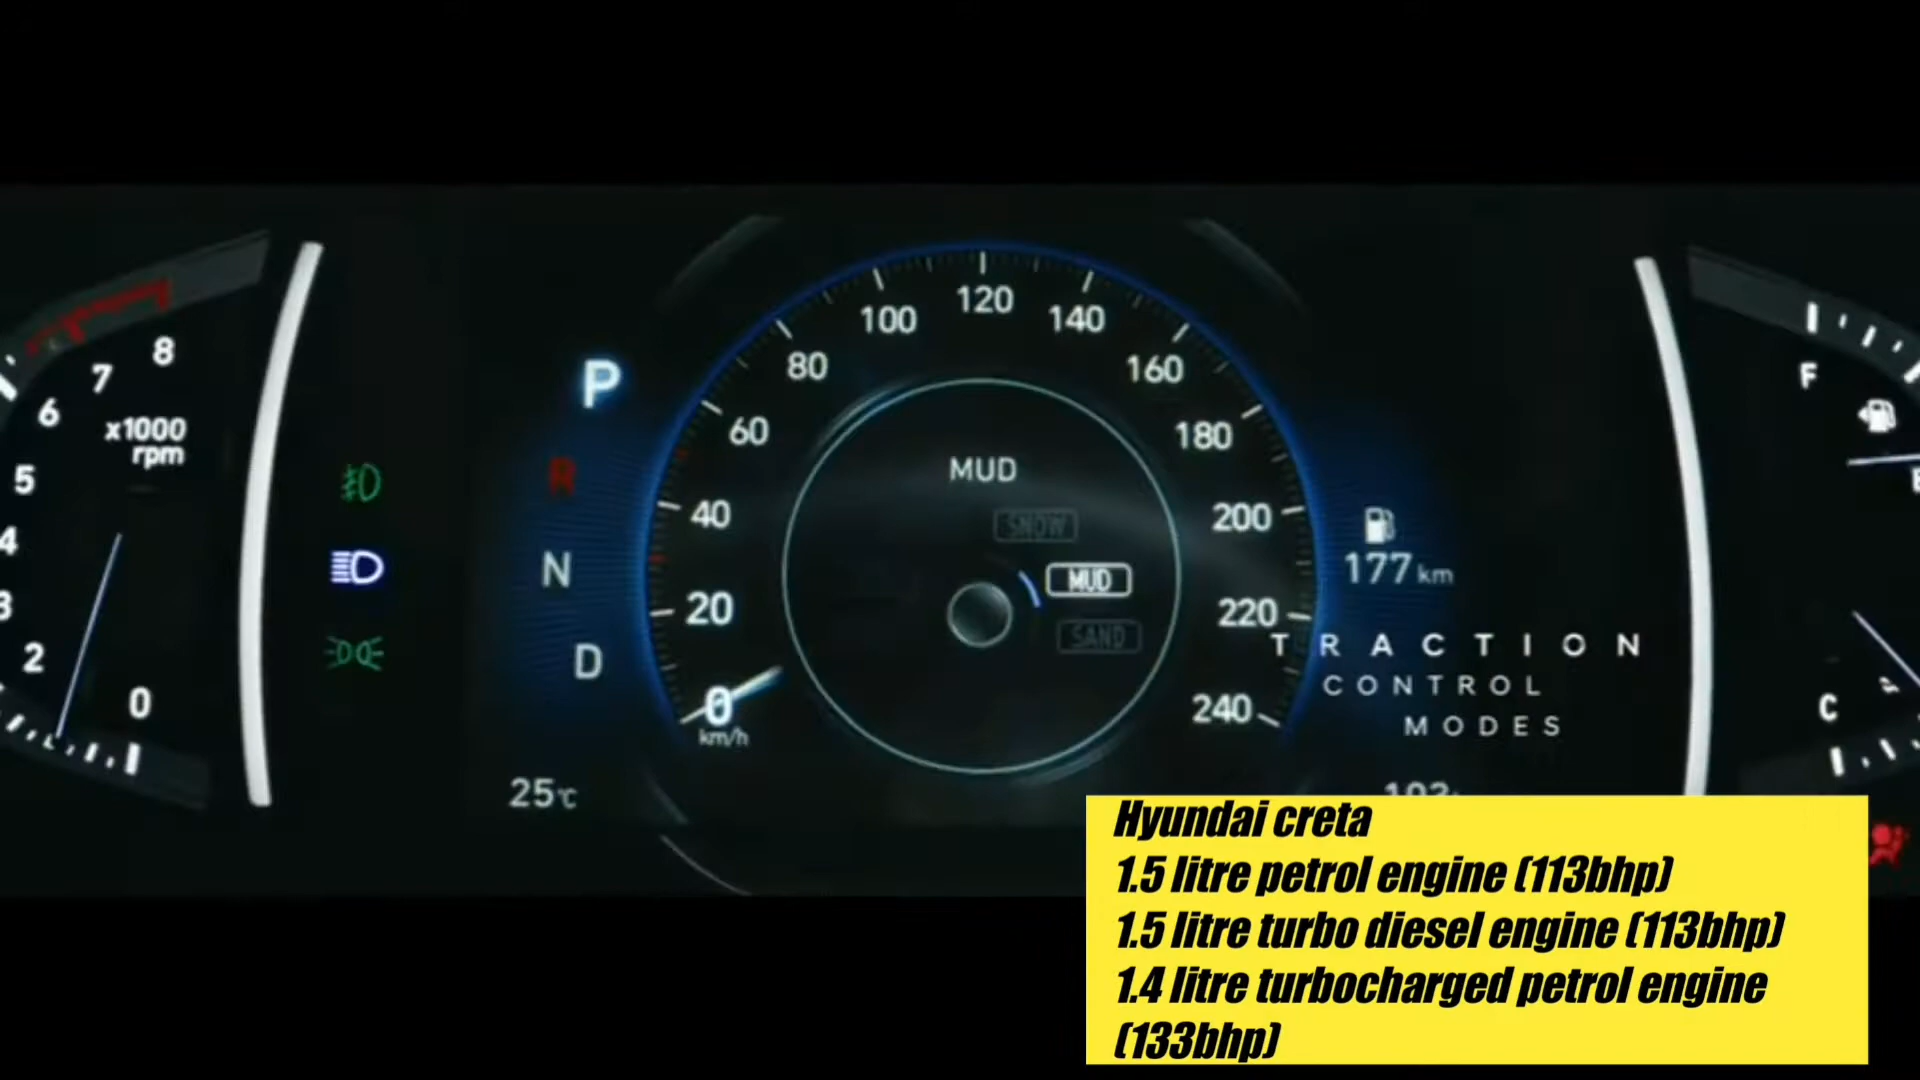 8
7
6
x1000
rpm
5
4
3
2
0
P
R
N
D
0
km/h
20
40
60
80
100
120
140
160
180
200
220
240
MUD
SNOW
MUD
SAND
25℃
177 km
TRACTION
CONTROL
MODES
F
C
Hyundai creta
1.5 litre petrol engine (113bhp)
1.5 litre turbo diesel engine (113bhp)
1.4 litre turbocharged petrol engine
(133bhp)